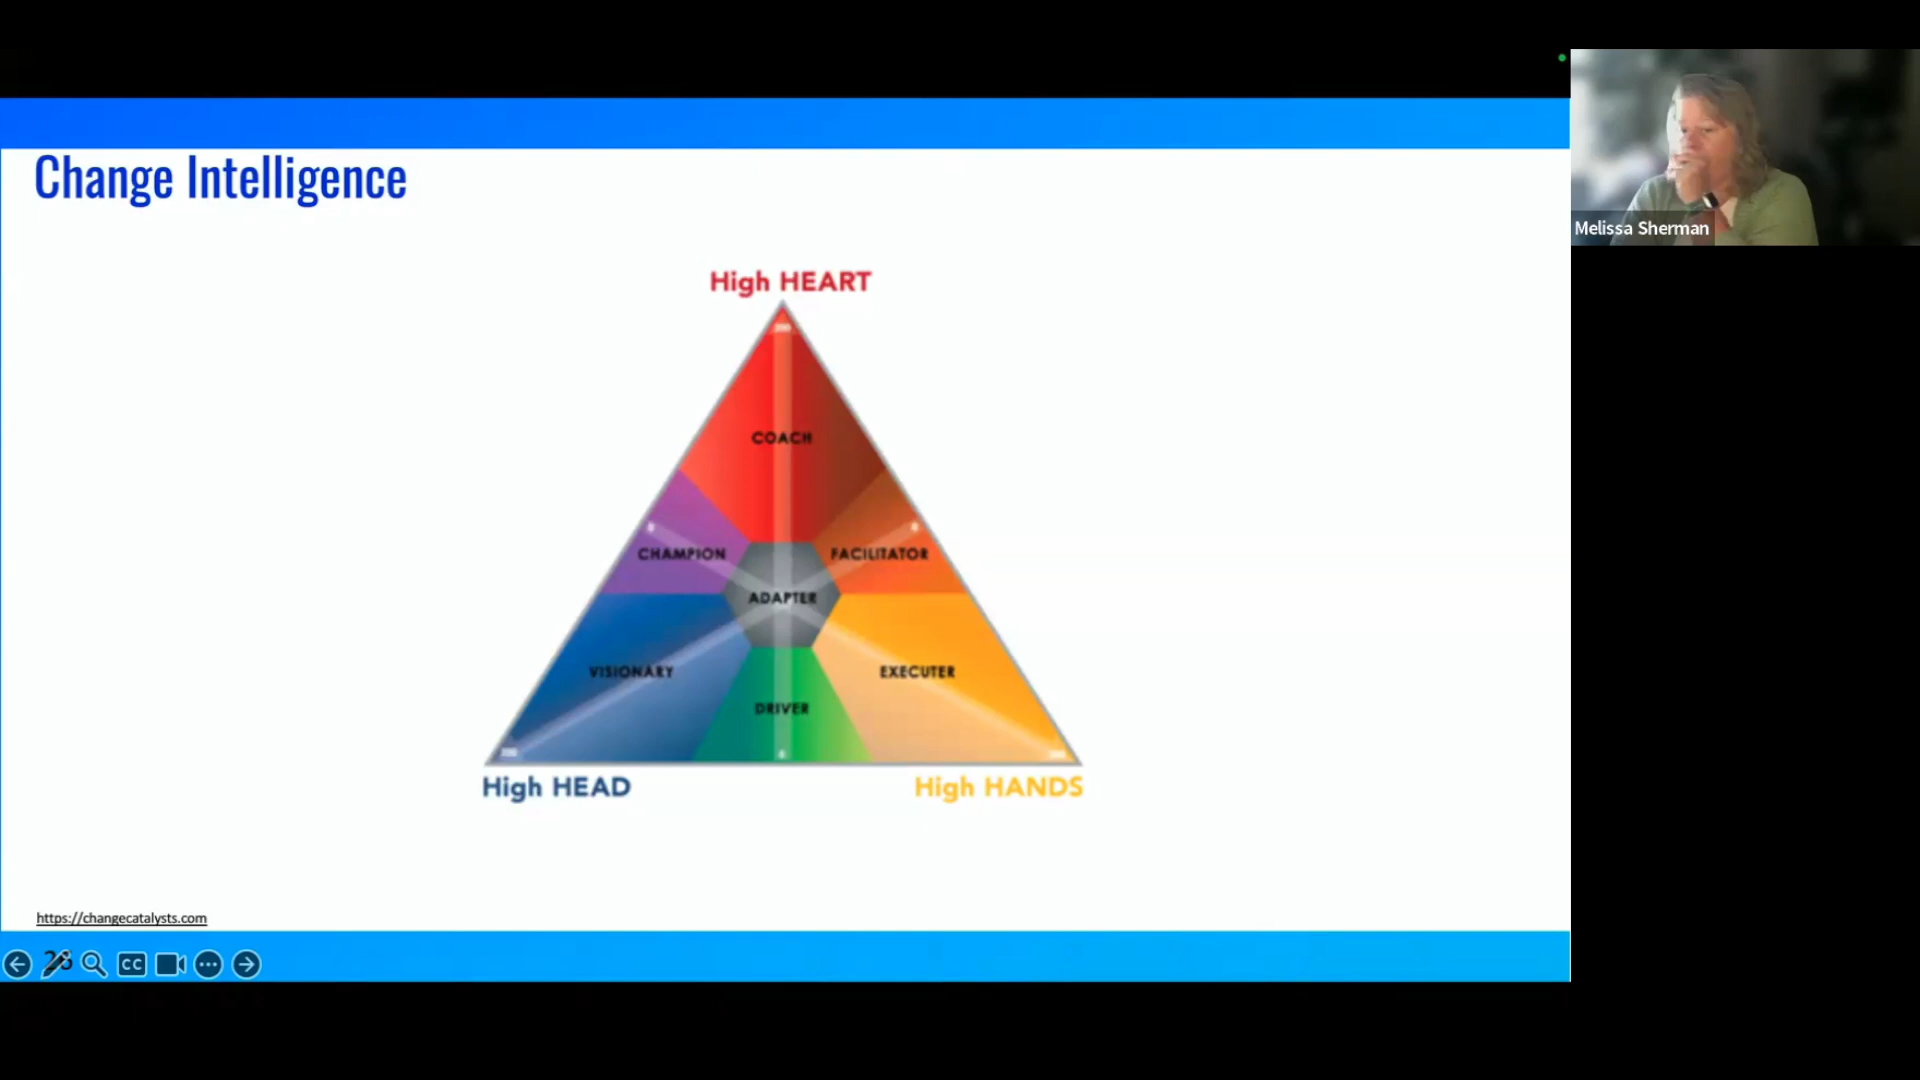 Melissa Sherman
Change Intelligence
High HEART
COACH
CHAMPION
FACILITATOR
ADAPTER
VISIONARY
EXECUTER
DRIVER
High HEAD
High HANDS
https://changecatalysts.com
CC